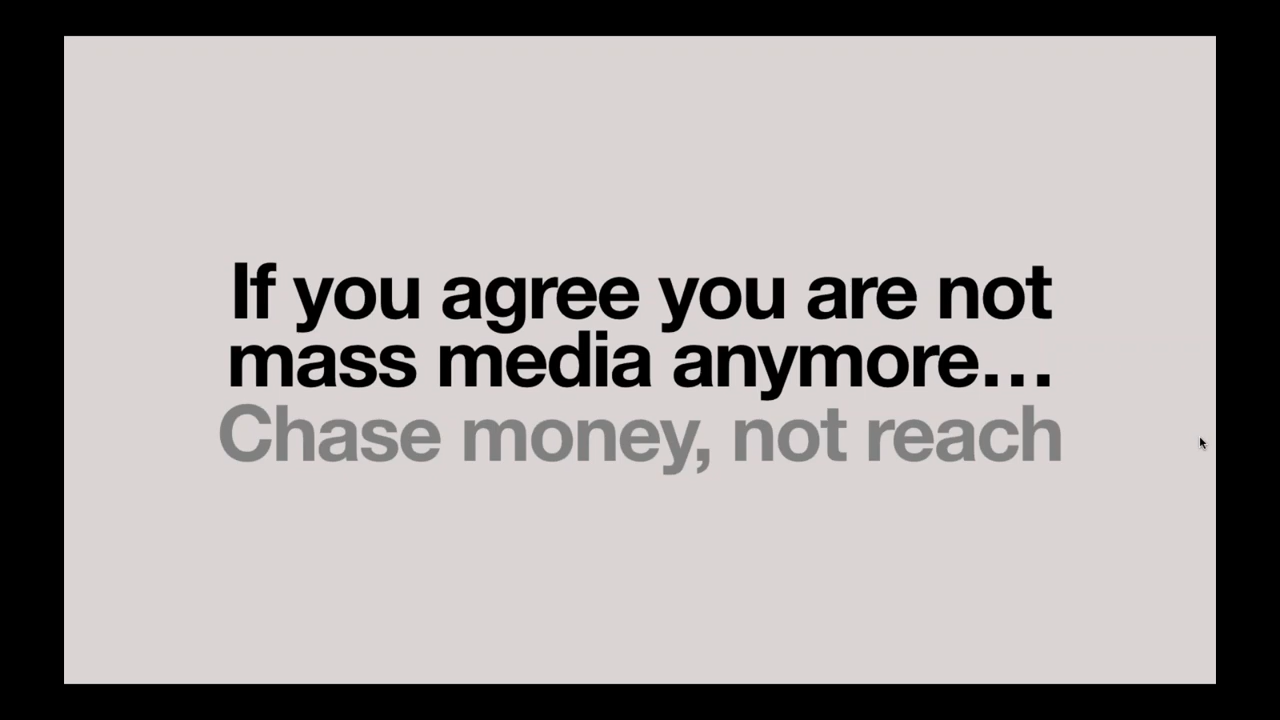 If you agree you are not
mass media anymore…
Chase money, not reach